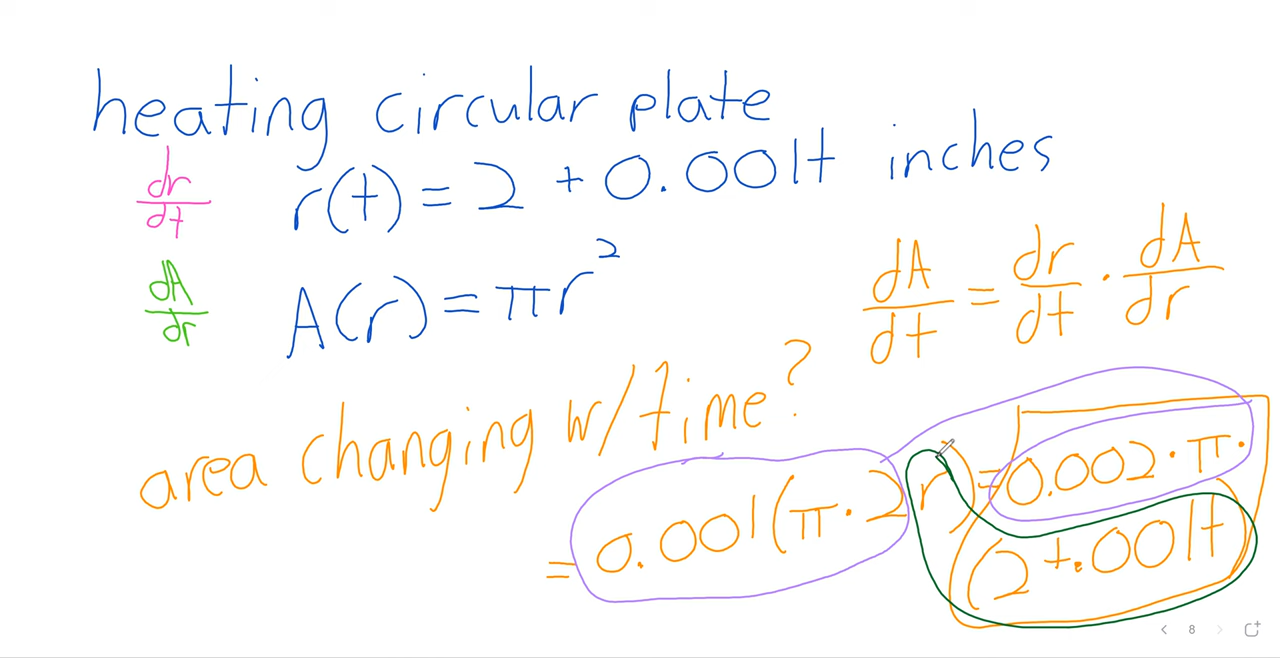 heating circular plate
dr/dt r(t) = 2 + 0.001t inches
dA/dr A(r) = πr²
dA/dt = dr/dt · dA/dr
area changing w/ time?
= 0.001(π · 2r) = 0.002 · π ·
(2 + .001t)
8